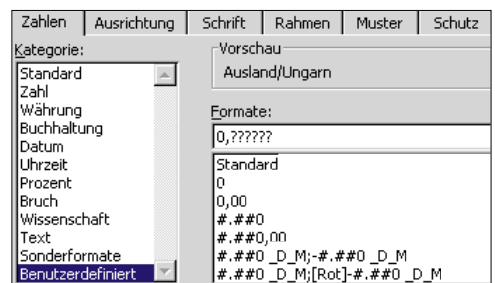 Zahlen Ausrichtung Schrift Rahmen Muster Schutz
Kategorie:
Standard
Zahl
Währung
Buchhaltung
Datum
Uhrzeit
Prozent
Bruch
Wissenschaft
Text
Sonderformate
Benutzerdefiniert
Vorschau
Ausland/Ungarn
Formate:
0,??????
Standard
0
0,00
#.##0
#.##0,00
#.##0 _D_M;-#.##0 _D_M
#.##0 _D_M;[Rot]-#.##0 _D_M